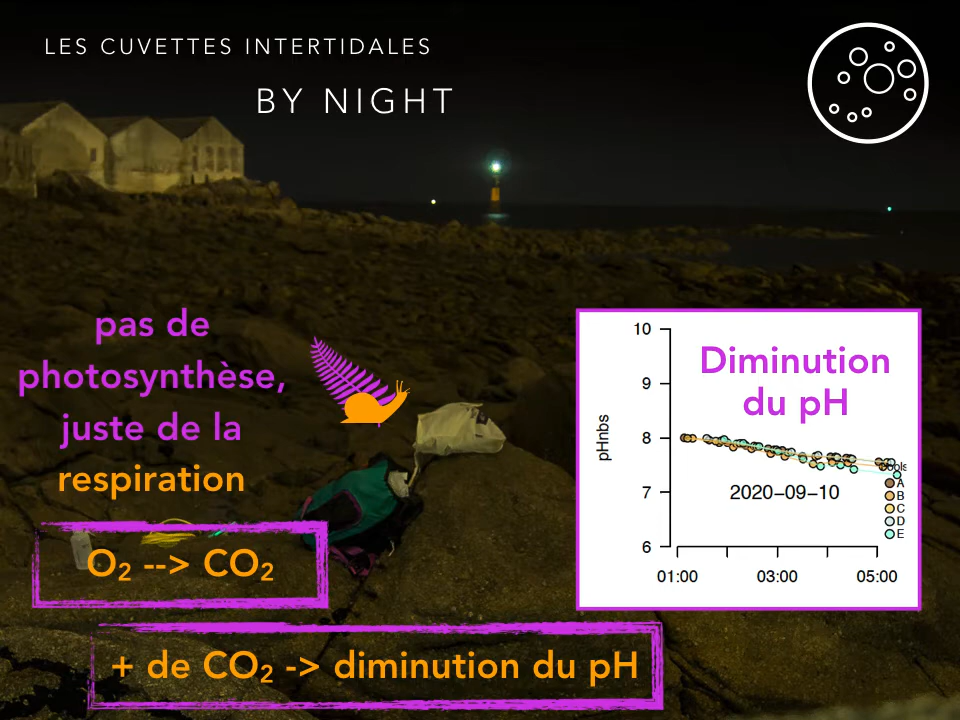 LES CUVETTES INTERTIDALES
BY NIGHT
pas de
photosynthèse,
juste de la
respiration
O₂ --> CO₂
+ de CO₂ -> diminution du pH
Diminution
du pH
pHnbs
10
9
8
7
6
2020−09−10
A
B
C
D
E
01:00
03:00
05:00